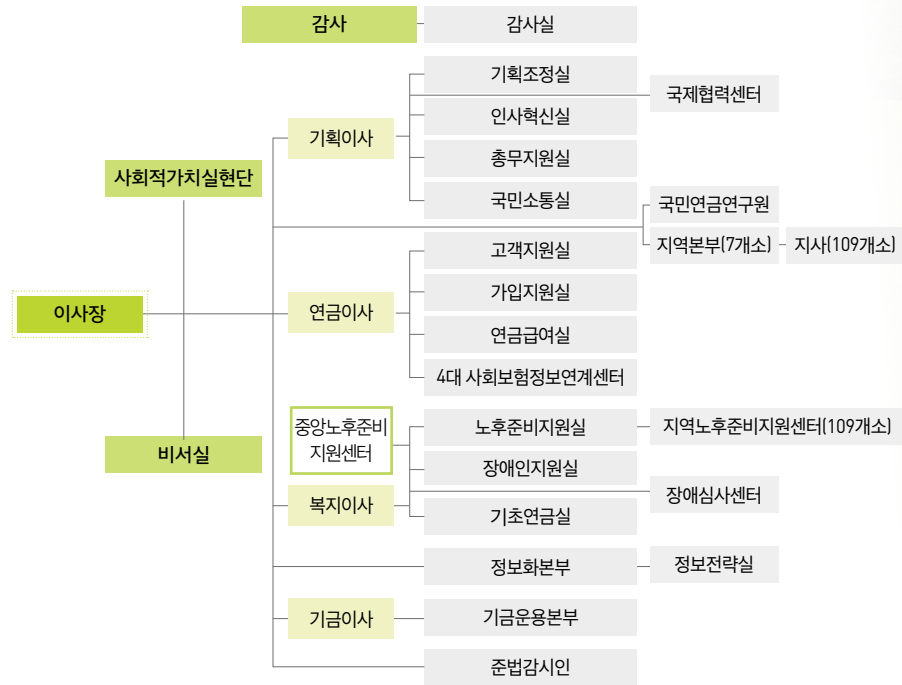 감사
감사실
기획조정실
국제협력센터
인사혁신실
기획이사
총무지원실
사회적가치실현단
국민소통실
국민연금연구원
지역본부(7개소)
지사(109개소)
고객지원실
가입지원실
이사장
연금이사
연금급여실
4대 사회보험정보연계센터
중앙노후준비
지원센터
노후준비지원실
지역노후준비지원센터(109개소)
비서실
장애인지원실
장애심사센터
복지이사
기초연금실
정보화본부
정보전략실
기금이사
기금운용본부
준법감시인